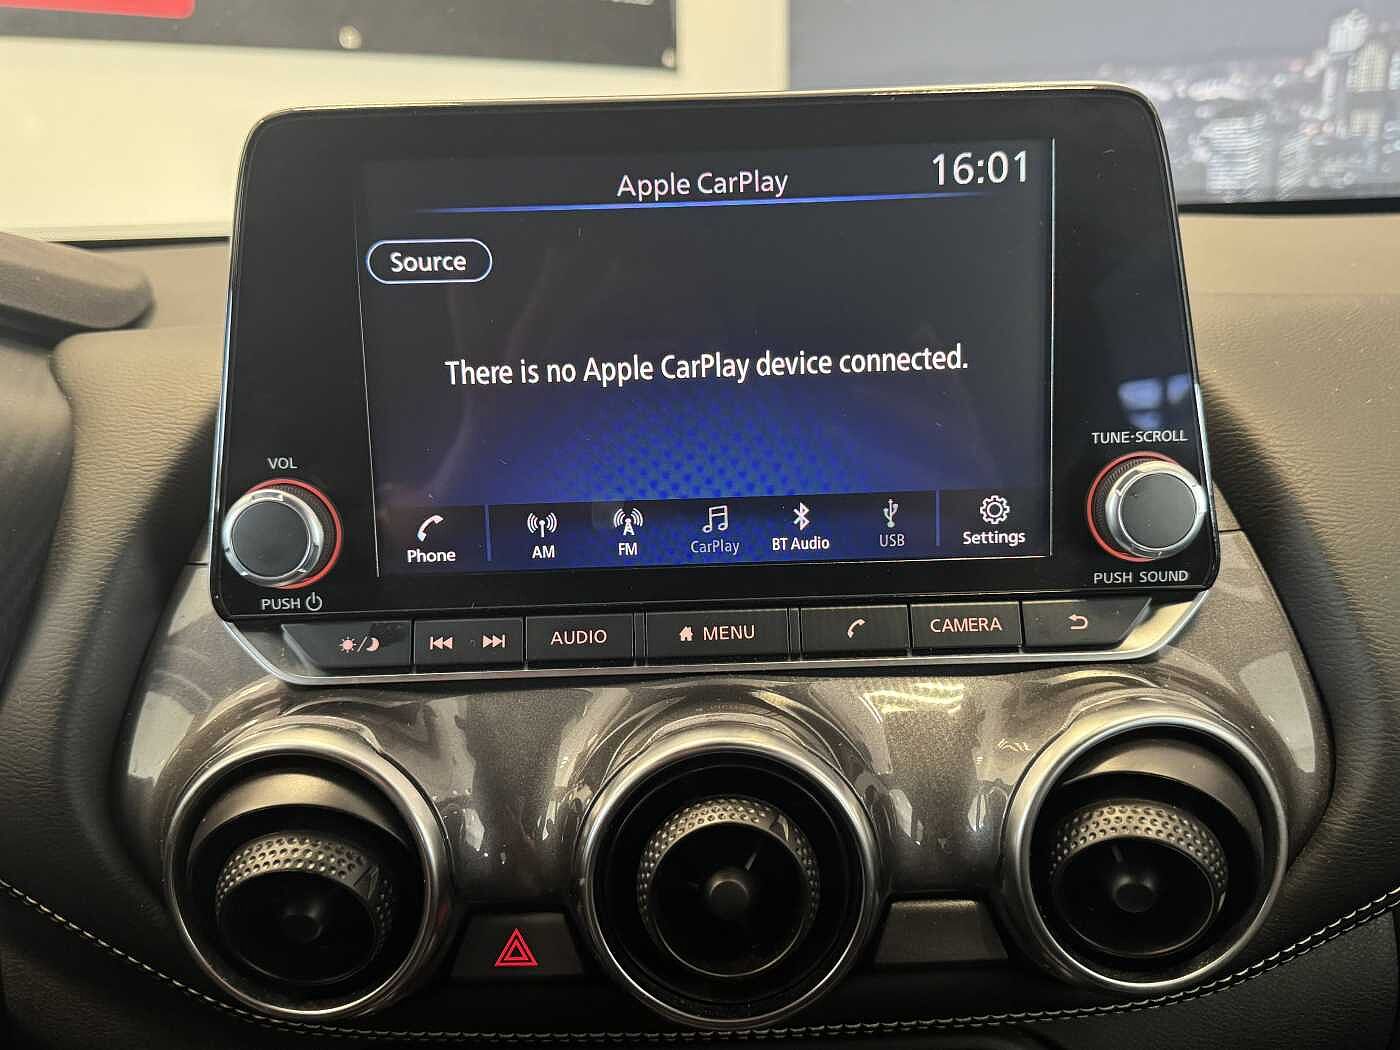 Apple CarPlay
16:01
Source
There is no Apple CarPlay device connected.
VOL
TUNE·SCROLL
Phone
AM
FM
CarPlay
BT Audio
USB
Settings
PUSH
PUSH SOUND
AUDIO
MENU
CAMERA